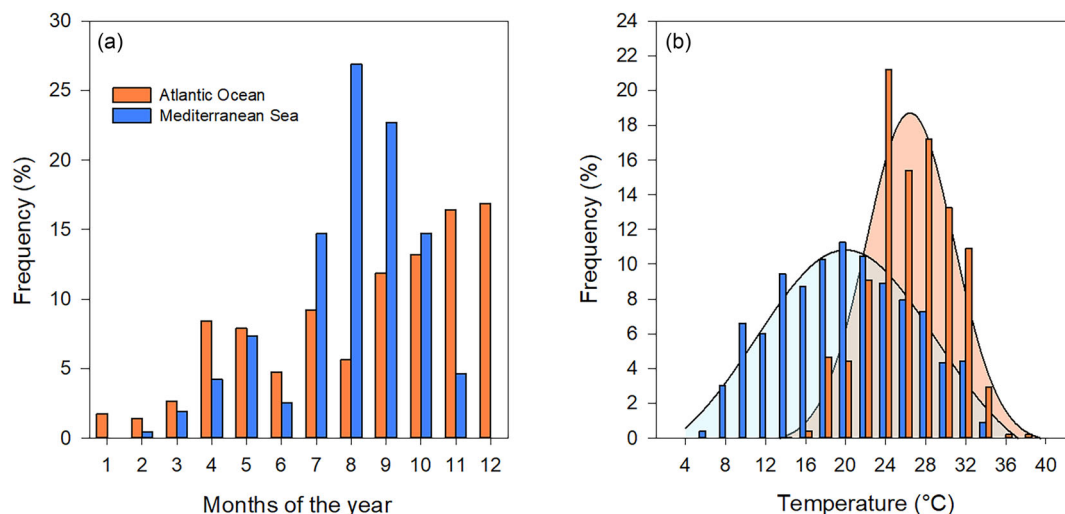 (a)
Atlantic Ocean
Mediterranean Sea
Frequency (%)
30
25
20
15
10
5
0
1 2 3 4 5 6 7 8 9 10 11 12
Months of the year
(b)
Frequency (%)
24
22
20
18
16
14
12
10
8
6
4
2
0
4 8 12 16 20 24 28 32 36 40
Temperature (°C)